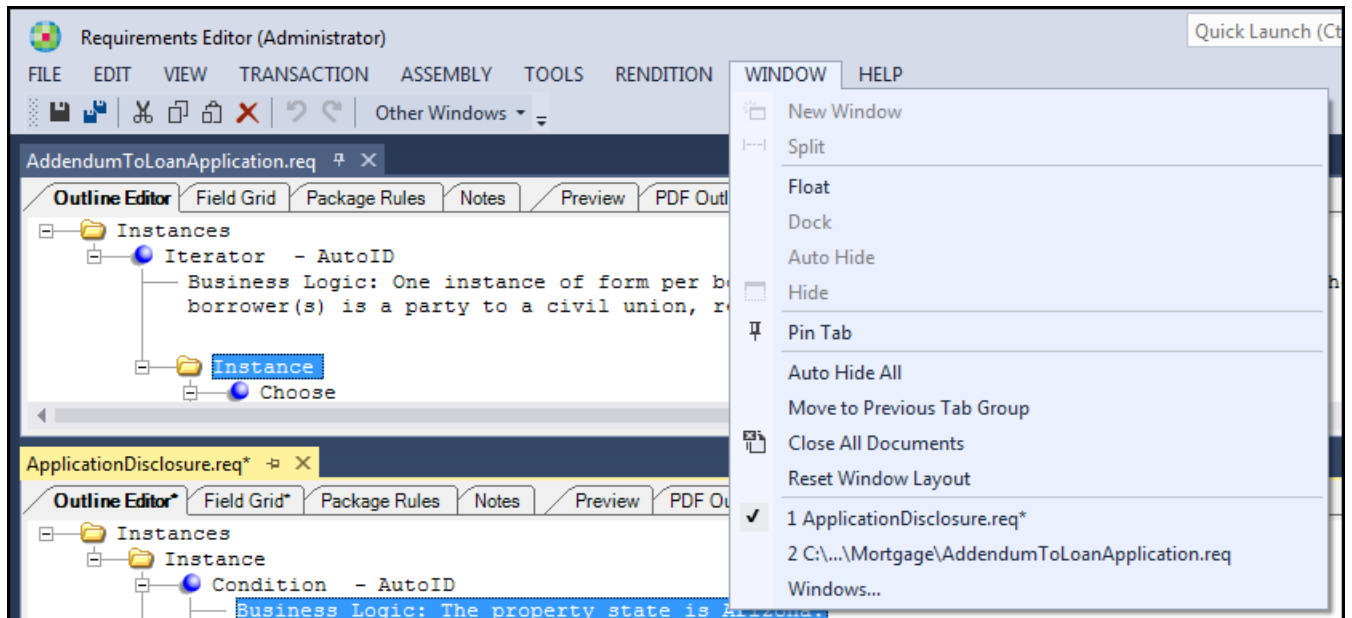 Requirements Editor (Administrator)
Quick Launch (Ct
FILE EDIT VIEW TRANSACTION ASSEMBLY TOOLS RENDITION WINDOW HELP
Other Windows
New Window
Split
Float
Dock
Auto Hide
Hide
Pin Tab
Auto Hide All
Move to Previous Tab Group
Close All Documents
Reset Window Layout
1 ApplicationDisclosure.req*
2 C:\...\Mortgage\AddendumToLoanApplication.req
Windows...
AddendumToLoanApplication.req
Outline Editor Field Grid Package Rules Notes Preview PDF Outl
Instances
Iterator - AutoID
Business Logic: One instance of form per b
borrower(s) is a party to a civil union, r
Instance
Choose
ApplicationDisclosure.req*
Outline Editor* Field Grid* Package Rules Notes Preview PDF Ou
Instances
Instance
Condition - AutoID
Business Logic: The property state is Arizona.